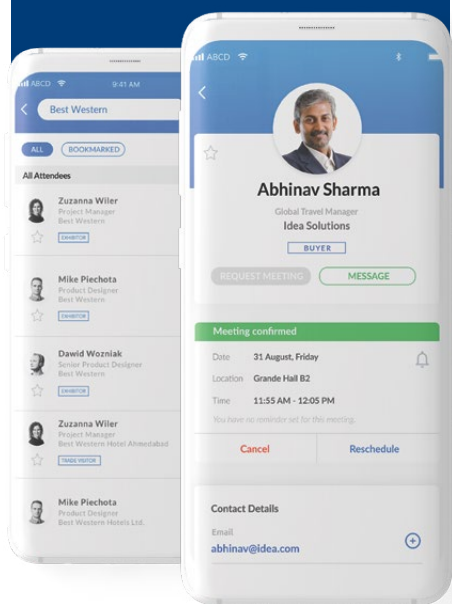 ABCD
9:41 AM
Best Western
ALL
BOOKMARKED
All Attendees
Zuzanna Wiler
Project Manager
Best Western
EXHIBITOR
Mike Piechota
Product Designer
Best Western
EXHIBITOR
Dawid Wozniak
Senior Product Designer
Best Western
EXHIBITOR
Zuzanna Wiler
Project Manager
Best Western Hotel Ahmedabad
TRADE VISITOR
Mike Piechota
Product Designer
Best Western Hotels Ltd.
ABCD
Abhinav Sharma
Global Travel Manager
Idea Solutions
BUYER
REQUEST MEETING MESSAGE
Meeting confirmed
Date 31 August, Friday
Location Grande Hall B2
Time 11:55 AM - 12:05 PM
You have no reminder set for this meeting.
Cancel Reschedule
Contact Details
Email
abhinav@idea.com